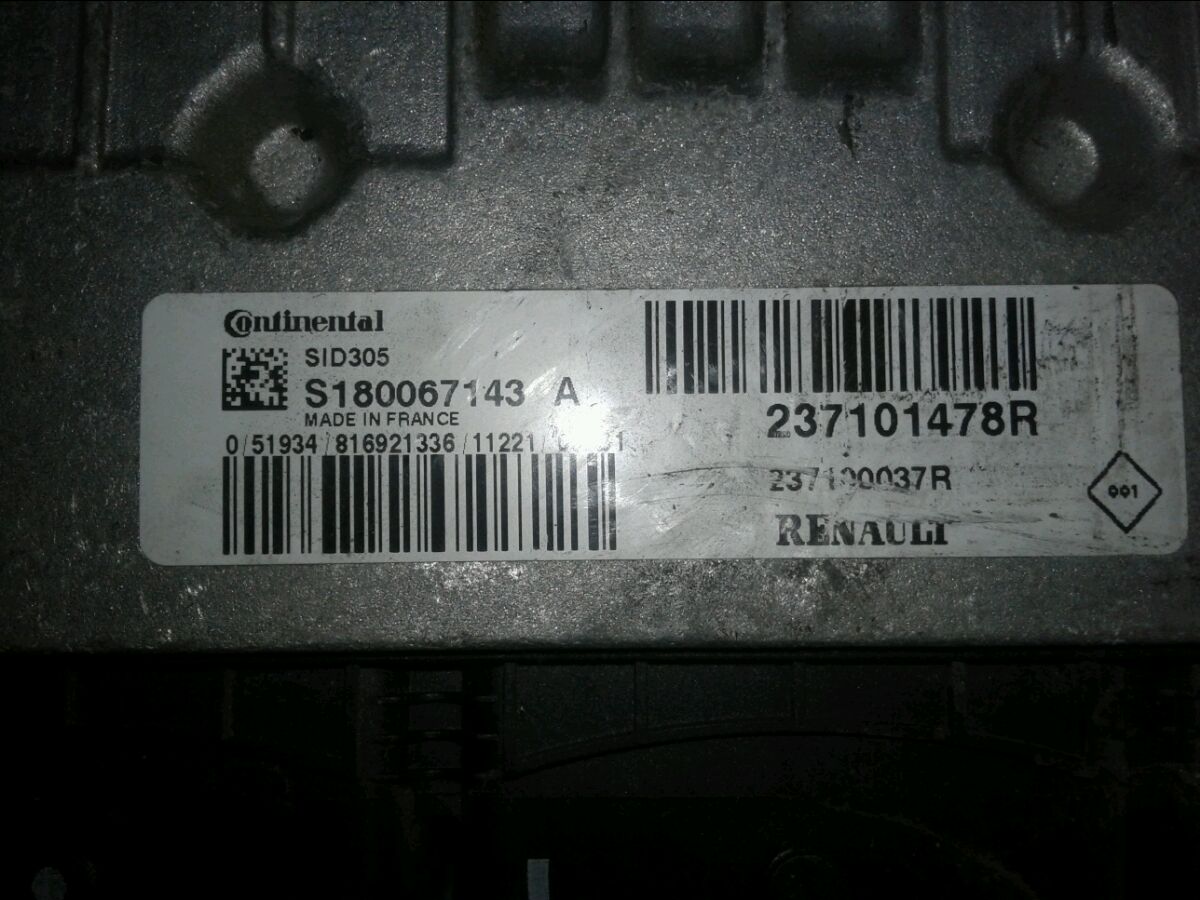 Continental
SID305
S180067143 A
MADE IN FRANCE
0/51934/816921336/11221/
237101478R
237100037R
RENAULT
001